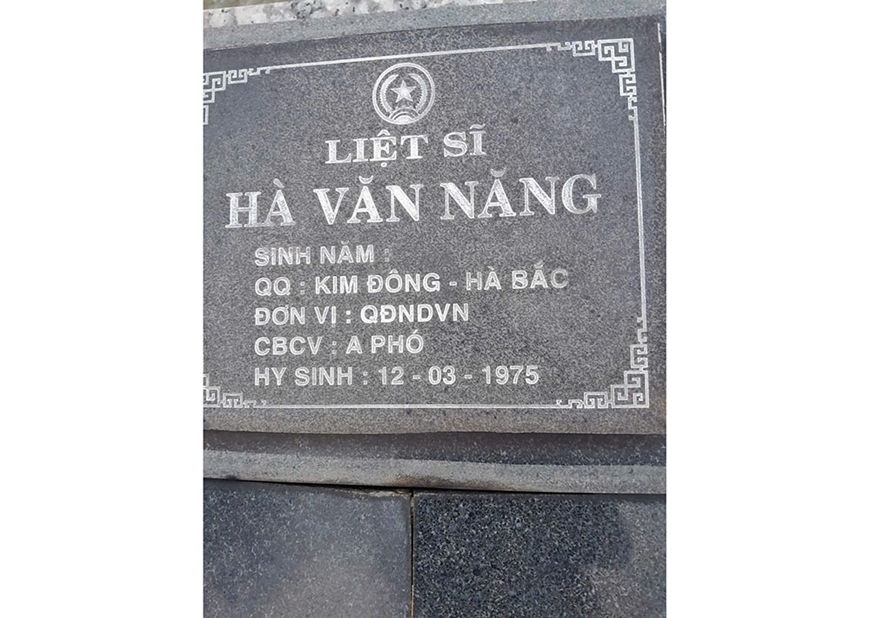 LIỆT SĨ
HÀ VĂN NĂNG
SINH NĂM :
QQ : KIM ĐÔNG - HÀ BẮC
ĐƠN VỊ : QĐNDVN
CBCV : A PHÓ
HY SINH : 12 - 03 - 1975